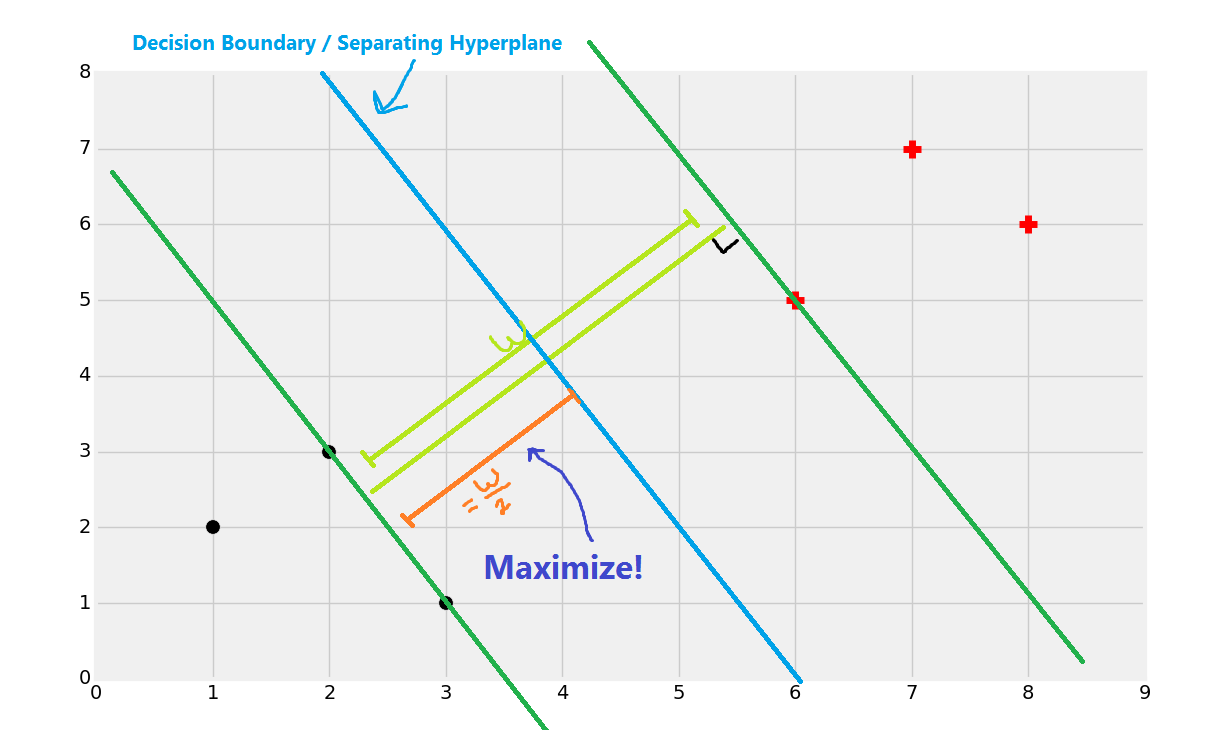 Decision Boundary / Separating Hyperplane
8
7
6
5
4
3
2
1
0
ω
ω/2
=
Maximize!
0 1 2 3 4 5 6 7 8 9